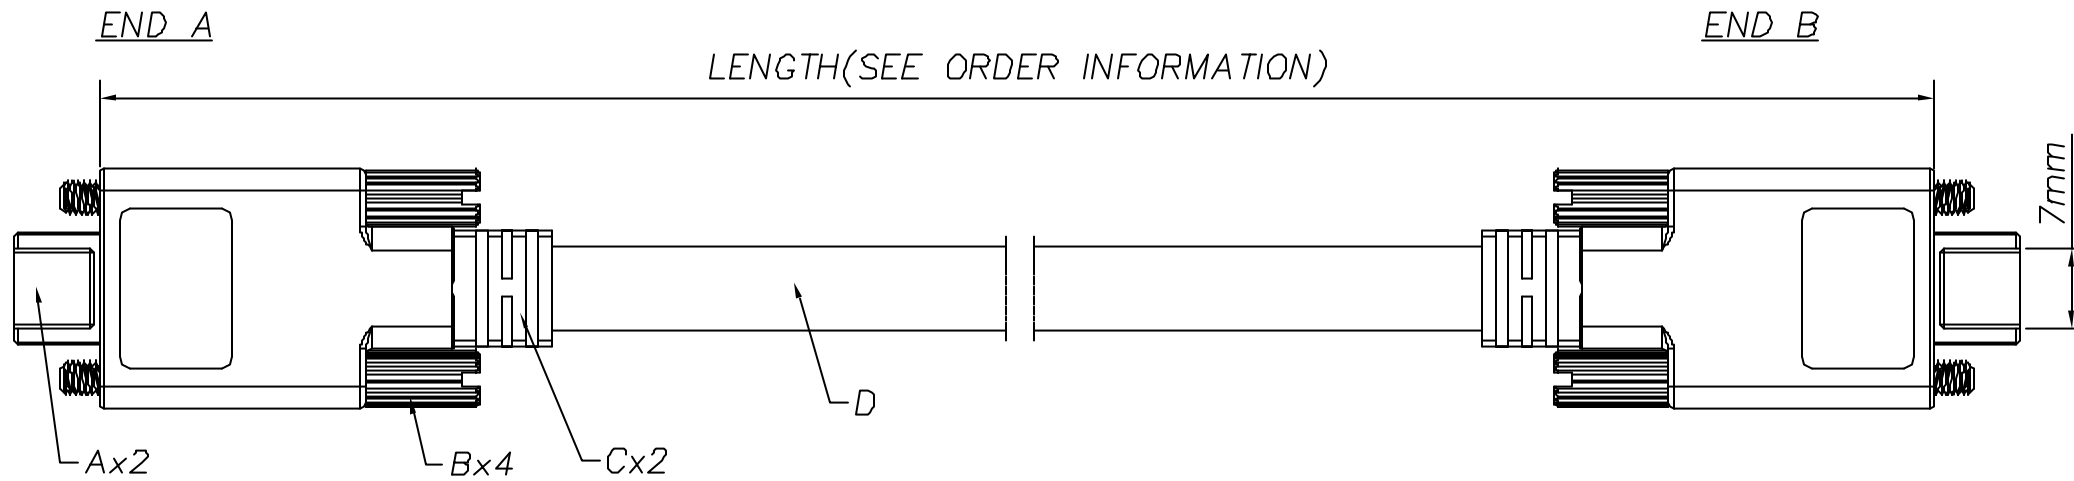 END A
END B
LENGTH(SEE ORDER INFORMATION)
7mm
D
Ax2
Bx4
Cx2